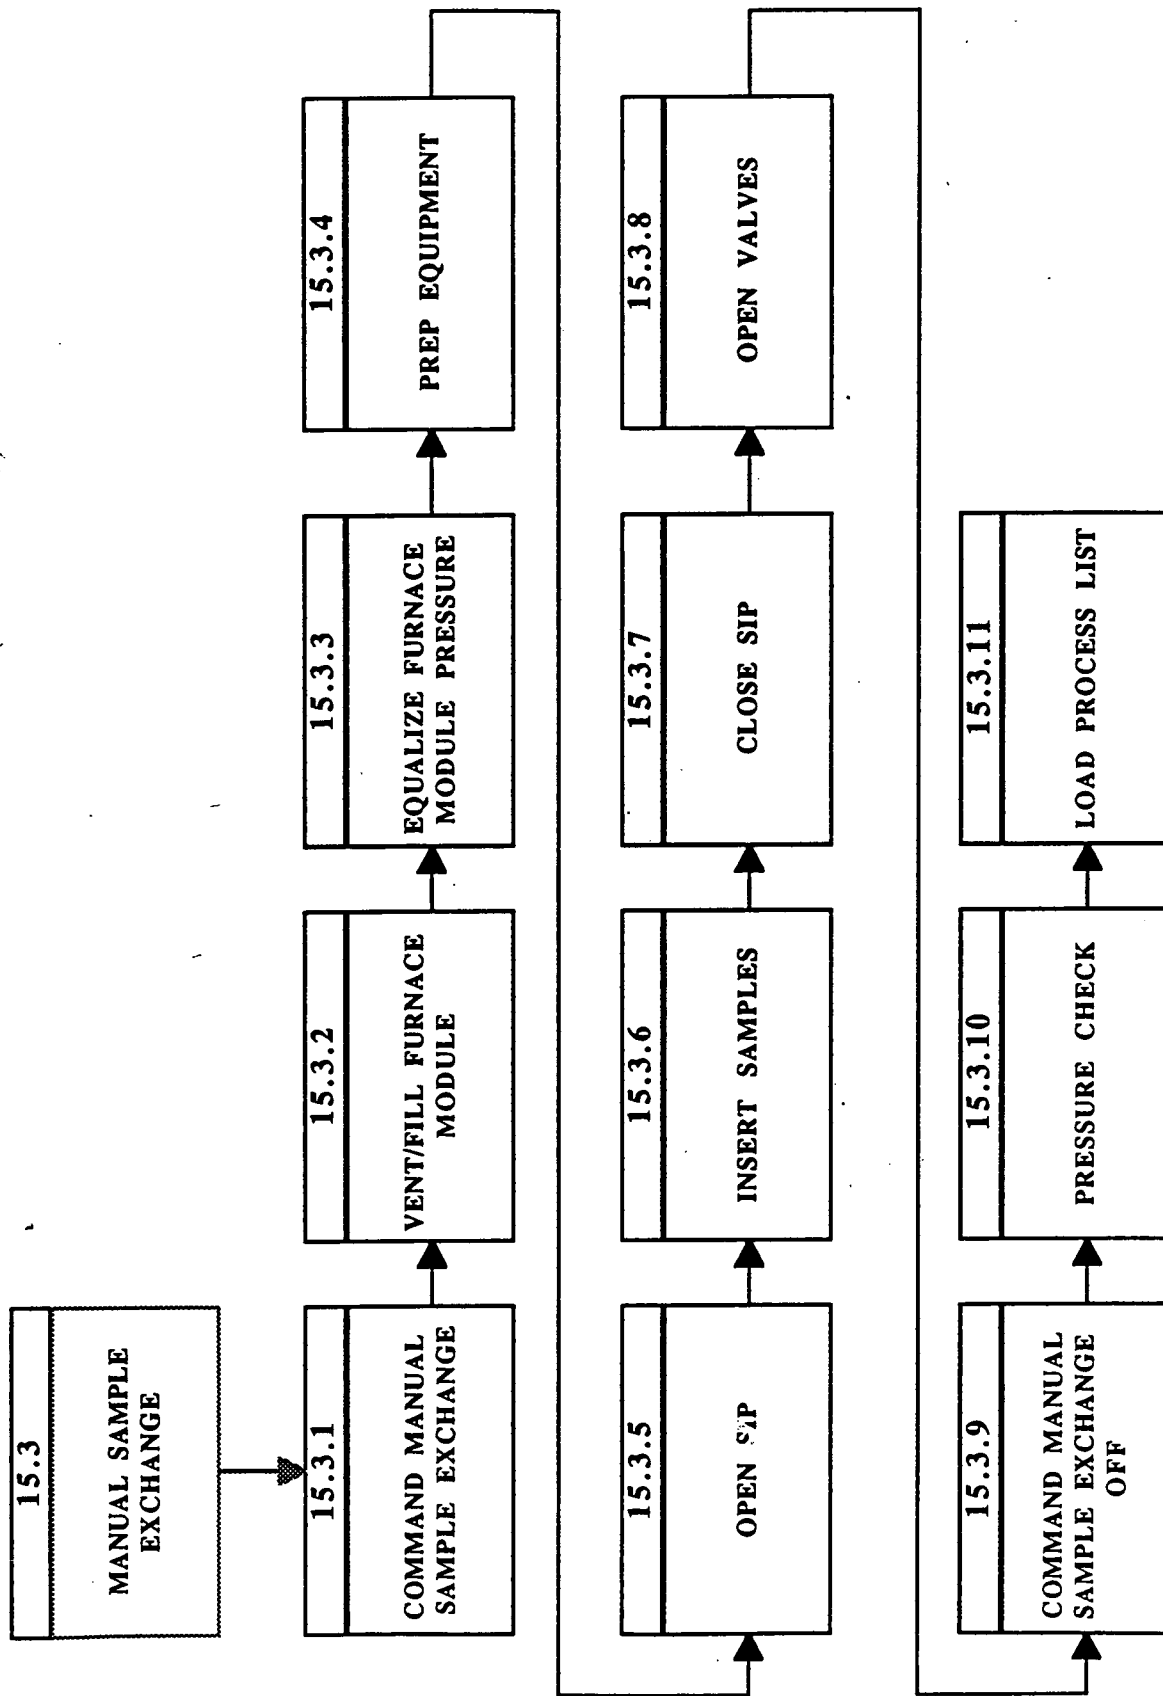 15.3
MANUAL SAMPLE
EXCHANGE
15.3.1
COMMAND MANUAL
SAMPLE EXCHANGE
15.3.2
VENT/FILL FURNACE
MODULE
15.3.3
EQUALIZE FURNACE
MODULE PRESSURE
15.3.4
PREP EQUIPMENT
15.3.5
OPEN SIP
15.3.6
INSERT SAMPLES
15.3.7
CLOSE SIP
15.3.8
OPEN VALVES
15.3.9
COMMAND MANUAL
SAMPLE EXCHANGE
OFF
15.3.10
PRESSURE CHECK
15.3.11
LOAD PROCESS LIST